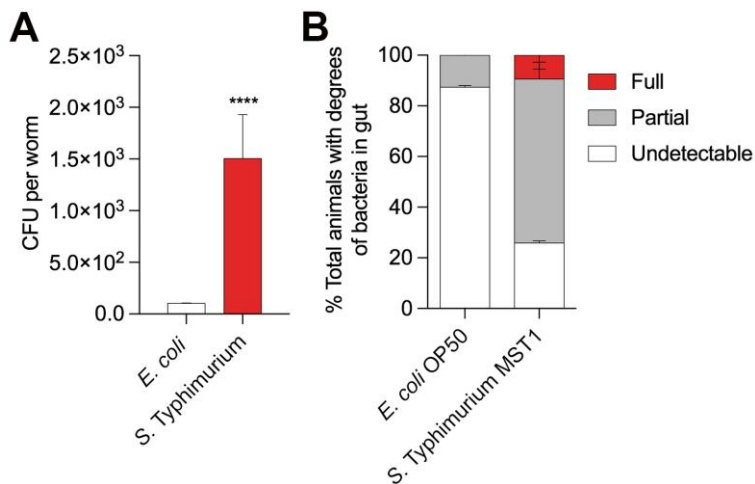 A
CFU per worm
2.5×10³
2.0×10³
1.5×10³
1.0×10³
5.0×10²
0.0
****
E. coli
S. Typhimurium
B
% Total animals with degrees
of bacteria in gut
100
80
60
40
20
0
E. coli OP50
S. Typhimurium MST1
Full
Partial
Undetectable